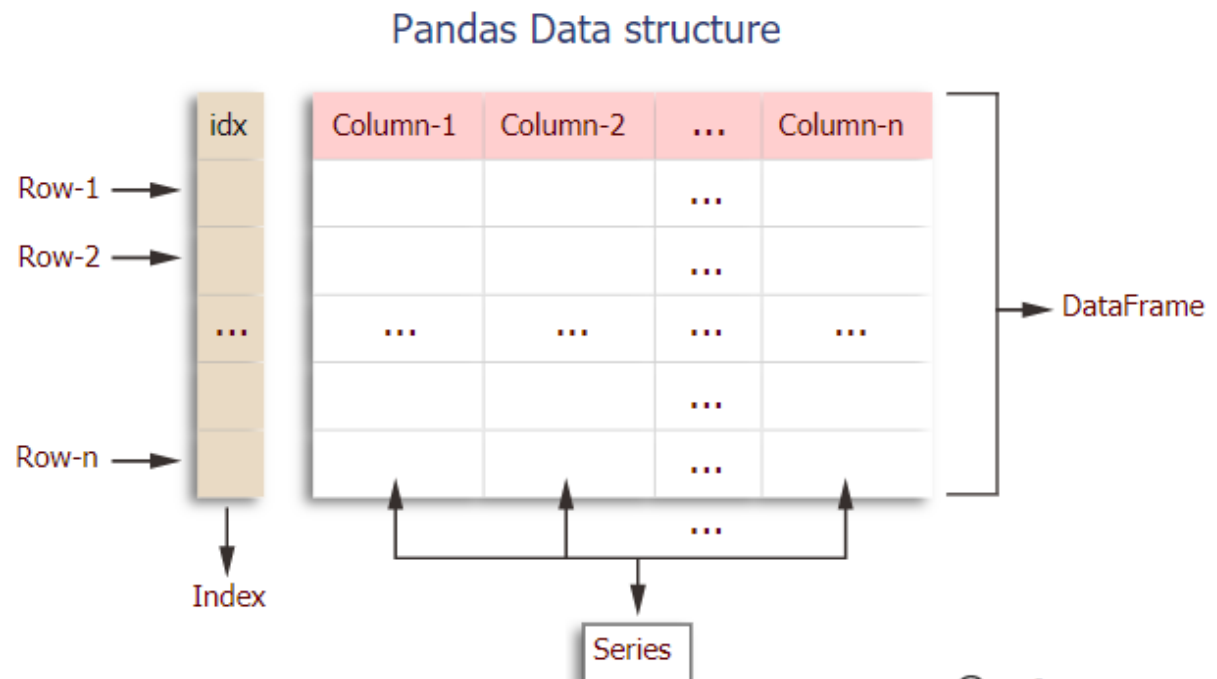 Pandas Data structure
idx Column-1 Column-2 ... Column-n
Row-1 ...
Row-2 ...
... ... ... ... ...
...
Row-n ...
...
DataFrame
Index
Series